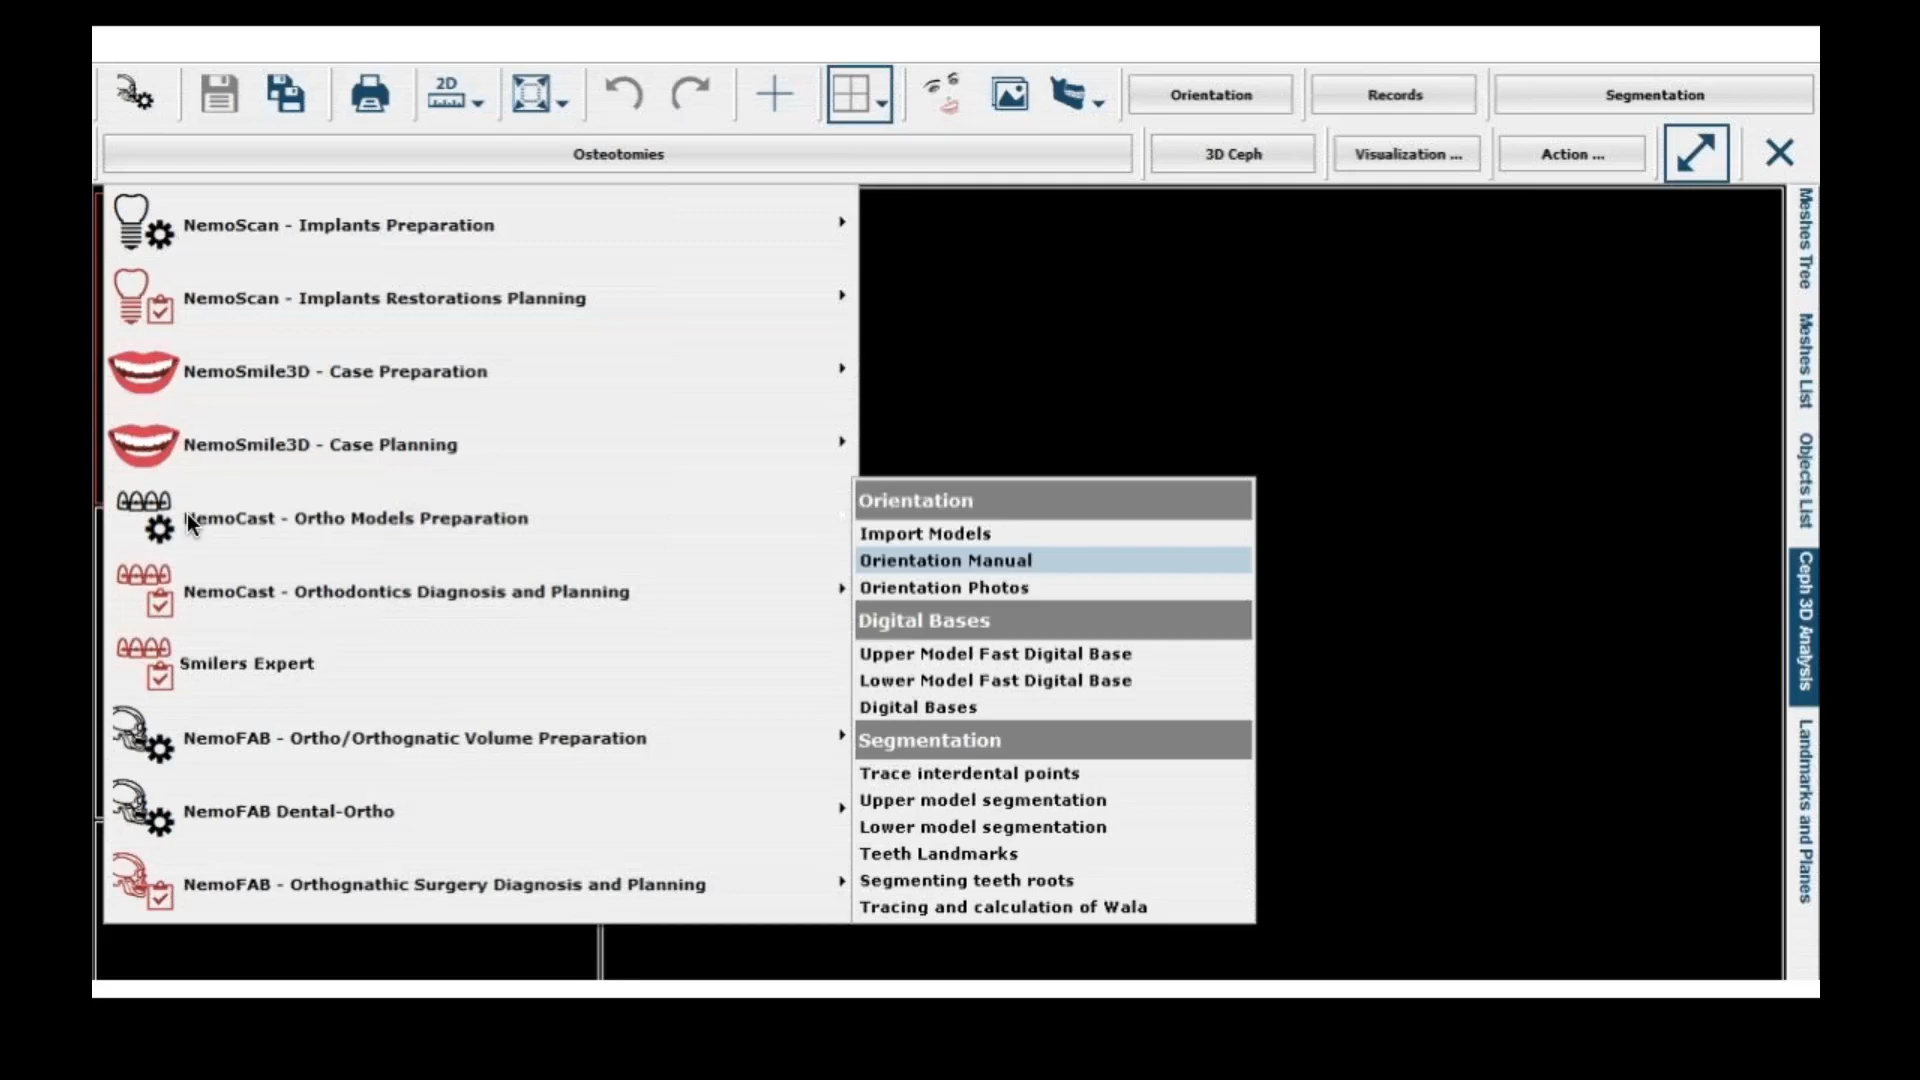 2D
Orientation
Records
Segmentation
Osteotomies
3D Ceph
Visualization ...
Action ...
NemoScan - Implants Preparation
NemoScan - Implants Restorations Planning
NemoSmile3D - Case Preparation
NemoSmile3D - Case Planning
NemoCast - Ortho Models Preparation
NemoCast - Orthodontics Diagnosis and Planning
Smilers Expert
NemoFAB - Ortho/Orthognatic Volume Preparation
NemoFAB Dental-Ortho
NemoFAB - Orthognathic Surgery Diagnosis and Planning
Orientation
Import Models
Orientation Manual
Orientation Photos
Digital Bases
Upper Model Fast Digital Base
Lower Model Fast Digital Base
Digital Bases
Segmentation
Trace interdental points
Upper model segmentation
Lower model segmentation
Teeth Landmarks
Segmenting teeth roots
Tracing and calculation of Wala
Meshes Tree
Meshes List
Objects List
Ceph 3D Analysis
Landmarks and Planes